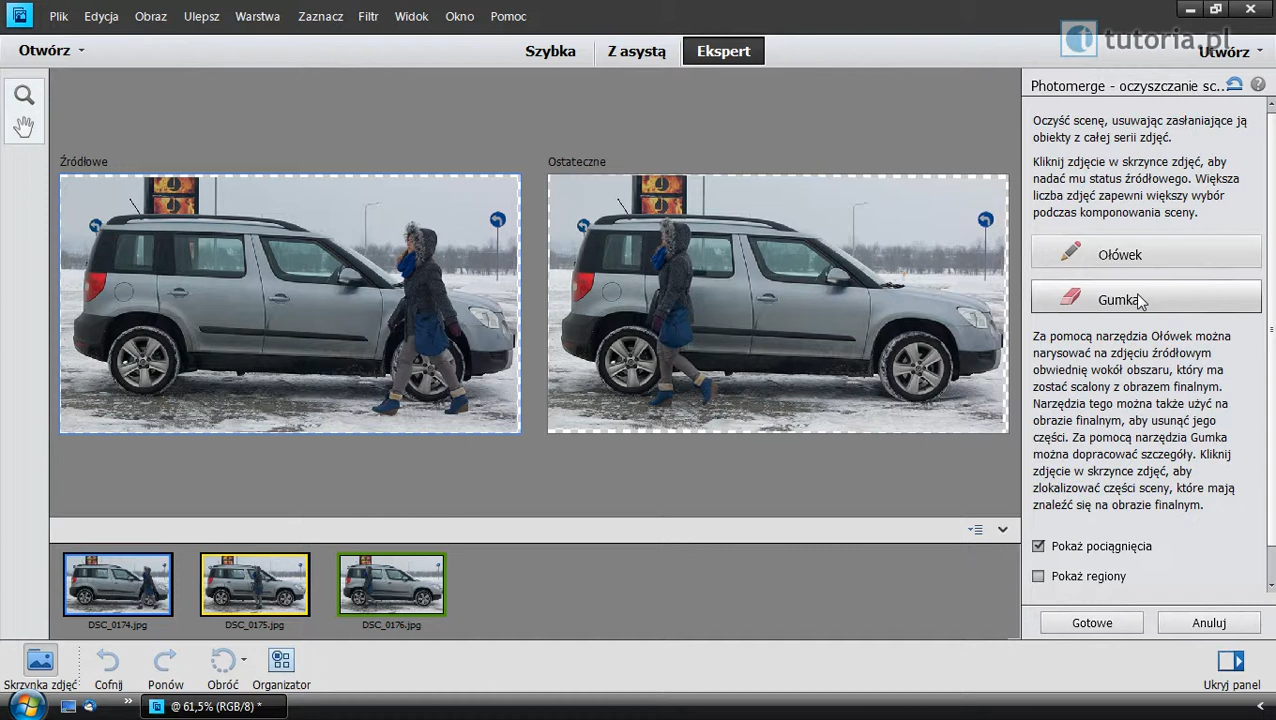 Plik Edycja Obraz Ulepsz Warstwa Zaznacz Filtr Widok Okno Pomoc
tutoria.pl
Otwórz Szybka Z asystą Ekspert Utwórz
Photomerge - oczyszczanie sc...
Źródłowe Ostateczne
Oczyść scenę, usuwając zasłaniające ją
obiekty z całej serii zdjęć.
Kliknij zdjęcie w skrzynce zdjęć, aby
nadać mu status źródłowego. Większa
liczba zdjęć zapewni większy wybór
podczas komponowania sceny.
Ołówek
Gumka
Za pomocą narzędzia Ołówek można
narysować na zdjęciu źródłowym
obwiednię wokół obszaru, który ma
zostać scalony z obrazem finalnym.
Narzędzia tego można także użyć na
obrazie finalnym, aby usunąć jego
części. Za pomocą narzędzia Gumka
można dopracować szczegóły. Kliknij
zdjęcie w skrzynce zdjęć, aby
zlokalizować części sceny, które mają
znaleźć się na obrazie finalnym.
Pokaż pociągnięcia
Pokaż regiony
DSC_0174.jpg DSC_0175.jpg DSC_0176.jpg
Gotowe Anuluj
Skrzynka zdjęć Cofnij Ponów Obróć Organizator Ukryj panel
@ 61,5% (RGB/8) *